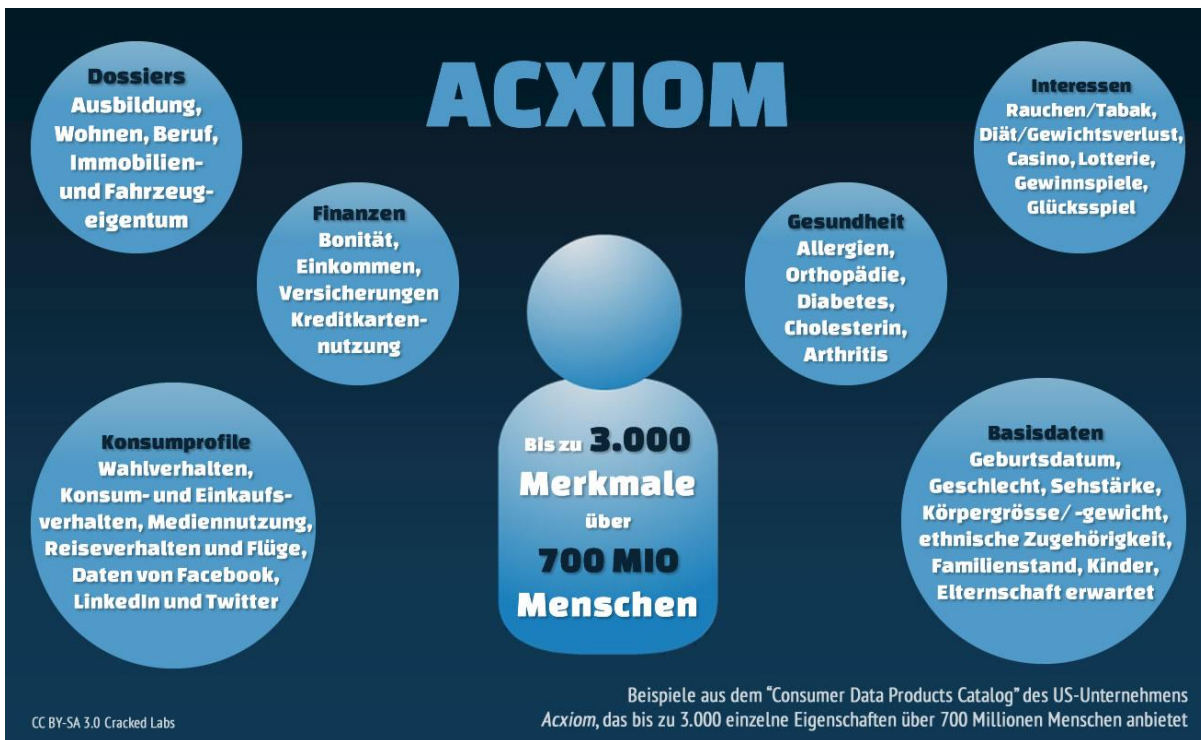 ACXIOM
Dossiers
Ausbildung,
Wohnen, Beruf,
Immobilien-
und Fahrzeug-
eigentum
Finanzen
Bonität,
Einkommen,
Versicherungen
Kreditkarten-
nutzung
Konsumprofile
Wahlverhalten,
Konsum- und Einkaufs-
verhalten, Mediennutzung,
Reiseverhalten und Flüge,
Daten von Facebook,
LinkedIn und Twitter
Bis zu 3.000
Merkmale
über
700 MIO
Menschen
Gesundheit
Allergien,
Orthopädie,
Diabetes,
Cholesterin,
Arthritis
Interessen
Rauchen/Tabak,
Diät/Gewichtsverlust,
Casino, Lotterie,
Gewinnspiele,
Glücksspiel
Basisdaten
Geburtsdatum,
Geschlecht, Sehstärke,
Körpergrösse/ -gewicht,
ethnische Zugehörigkeit,
Familienstand, Kinder,
Elternschaft erwartet
CC BY-SA 3.0 Cracked Labs
Beispiele aus dem “Consumer Data Products Catalog” des US-Unternehmens
Acxiom, das bis zu 3.000 einzelne Eigenschaften über 700 Millionen Menschen anbietet